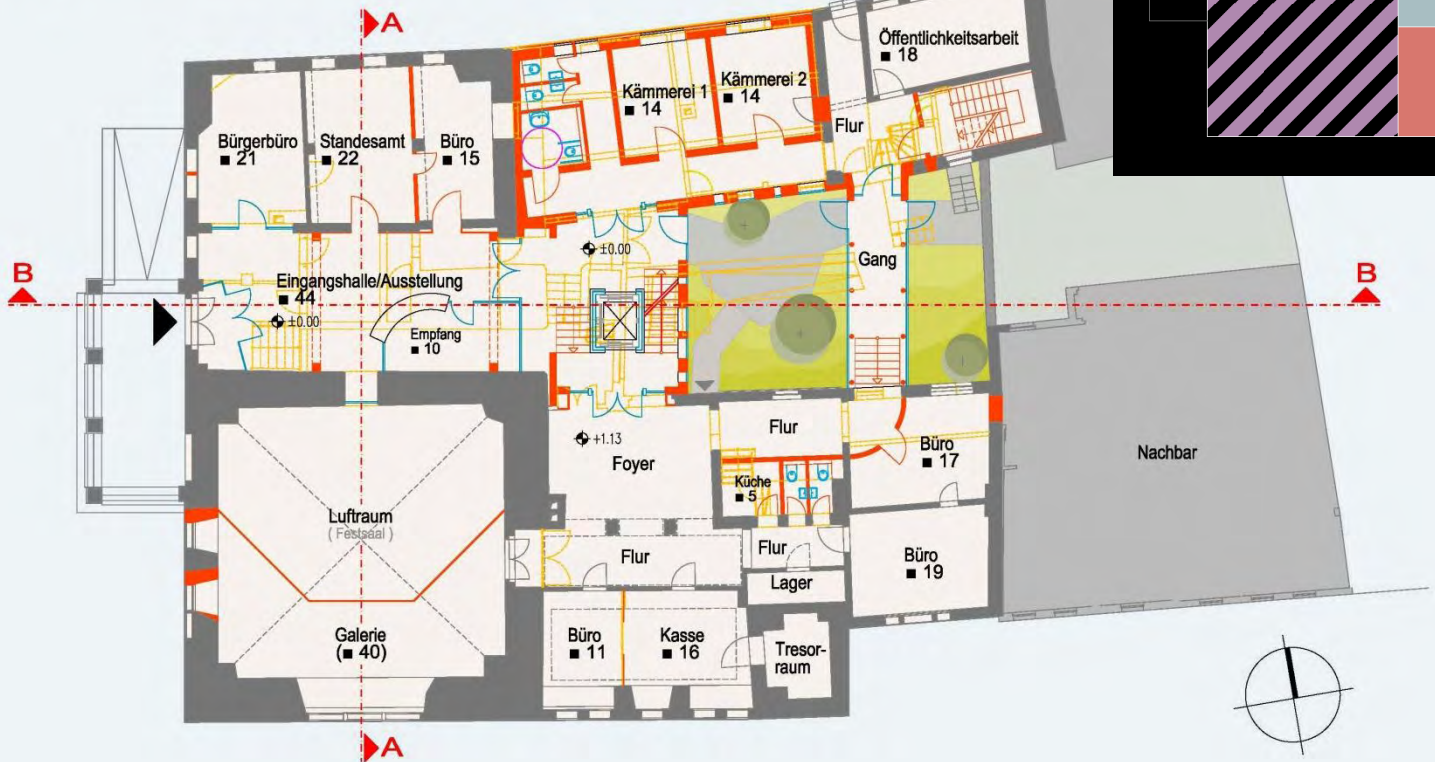 A
Öffentlichkeitsarbeit
■ 18
Kämmerei 1
■ 14
Kämmerei 2
■ 14
Flur
Bürgerbüro
■ 21
Standesamt
■ 22
Büro
■ 15
±0.00
Gang
B
B
Eingangshalle/Ausstellung
■ 44
±0.00
Empfang
■ 10
+1.13
Foyer
Flur
Büro
■ 17
Küche
■ 5
Nachbar
Luftraum
( Festsaal )
Flur
Flur
Büro
■ 19
Lager
Galerie
(■ 40)
Büro
■ 11
Kasse
■ 16
Tresor-
raum
A